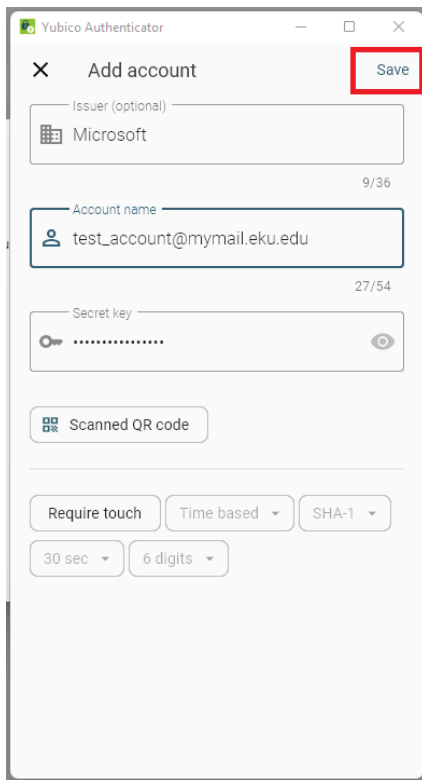 Yubico Authenticator
Add account
Save
Issuer (optional)
Microsoft
9/36
Account name
test_account@mymail.eku.edu
27/54
Secret key
••••••••••••••••
Scanned QR code
Require touch
Time based
SHA-1
30 sec
6 digits